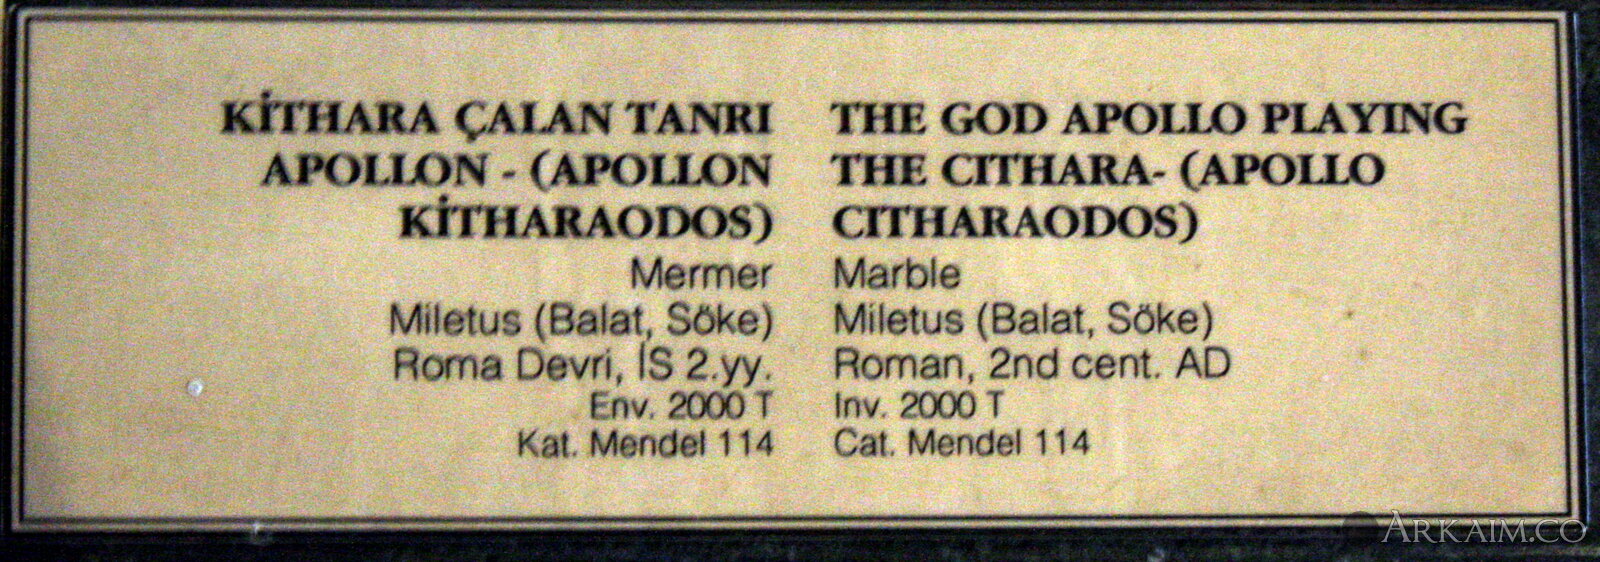 KİTHARA ÇALAN TANRI
APOLLON - (APOLLON
KİTHARAODOS)
Mermer
Miletus (Balat, Söke)
Roma Devri, İS 2.yy.
Env. 2000 T
Kat. Mendel 114
THE GOD APOLLO PLAYING
THE CITHARA- (APOLLO
CITHARAODOS)
Marble
Miletus (Balat, Söke)
Roman, 2nd cent. AD
Inv. 2000 T
Cat. Mendel 114
ARKAIM.CO